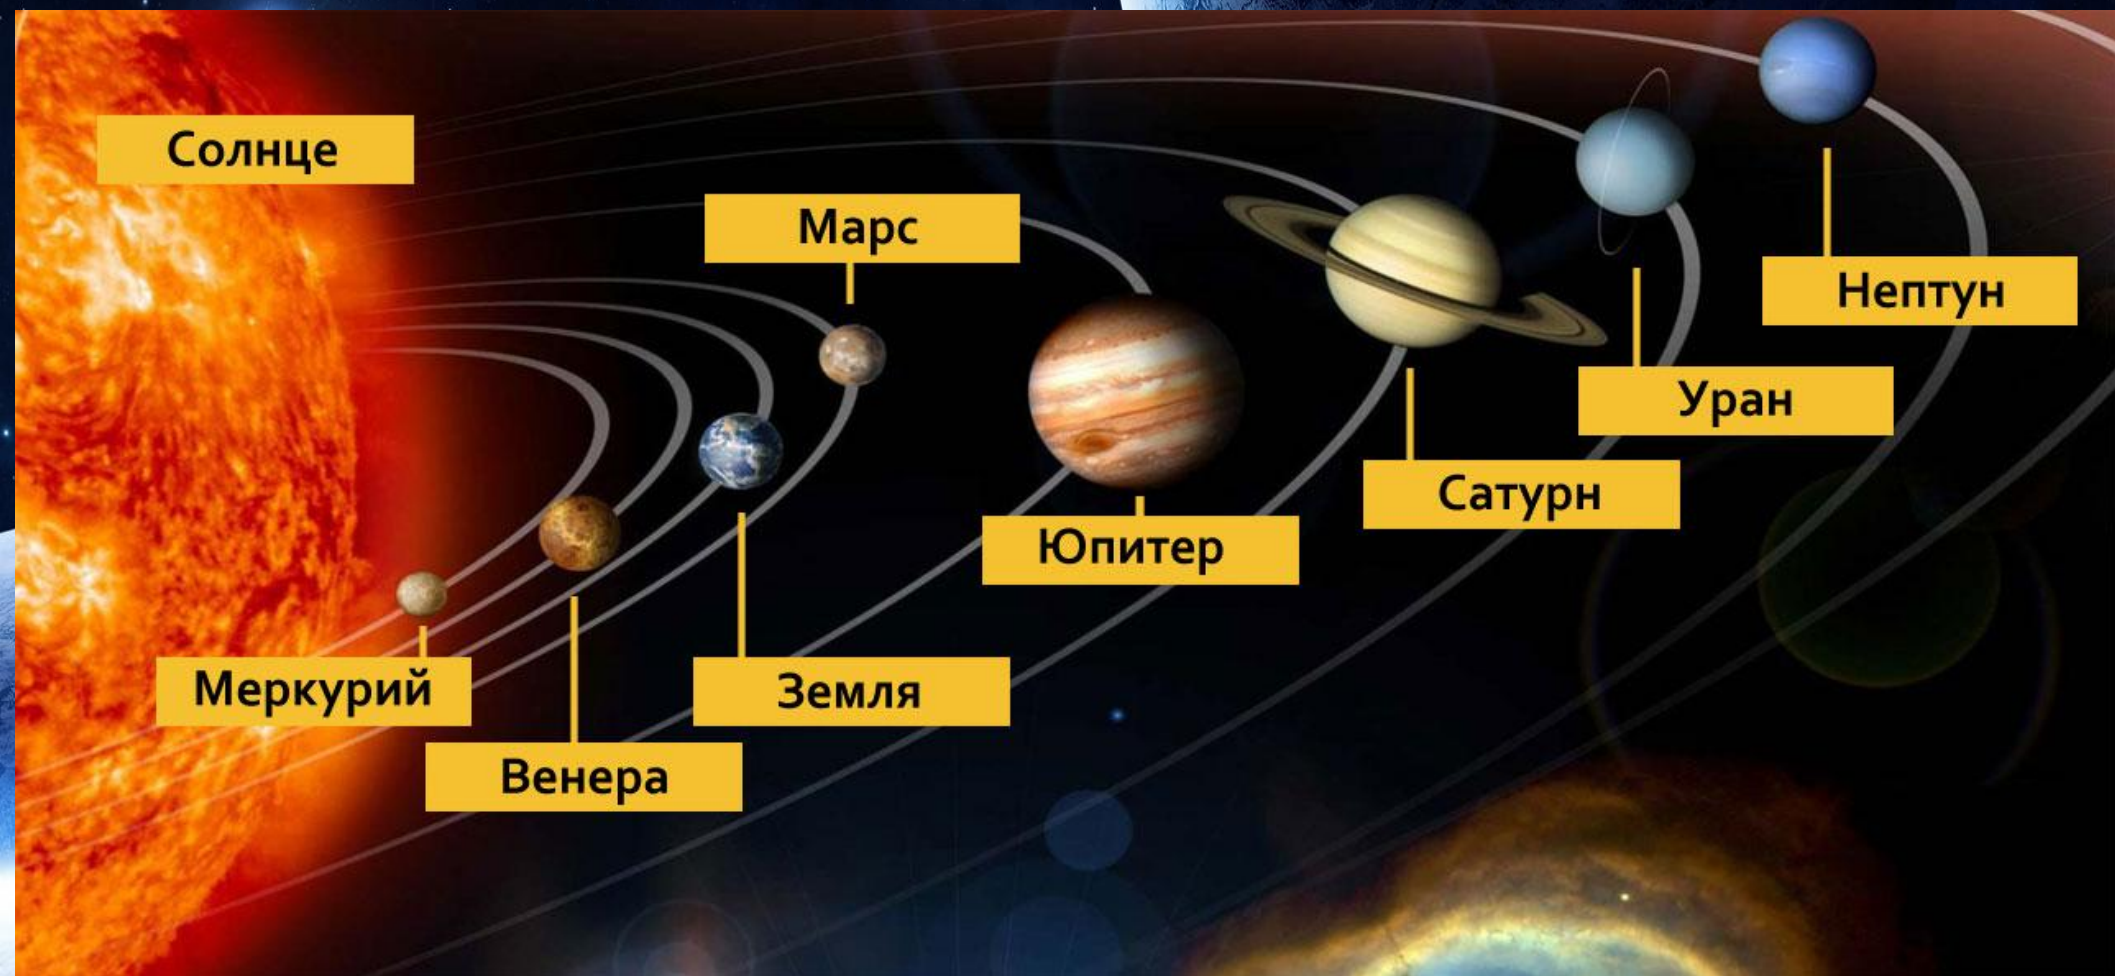 Солнце
Марс
Нептун
Уран
Сатурн
Юпитер
Меркурий
Земля
Венера